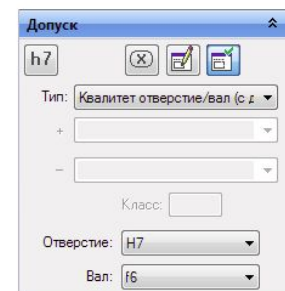 Допуск
h7
Тип: Квалитет отверстие/вал (с д
+
−
Класс:
Отверстие: H7
Вал: f6